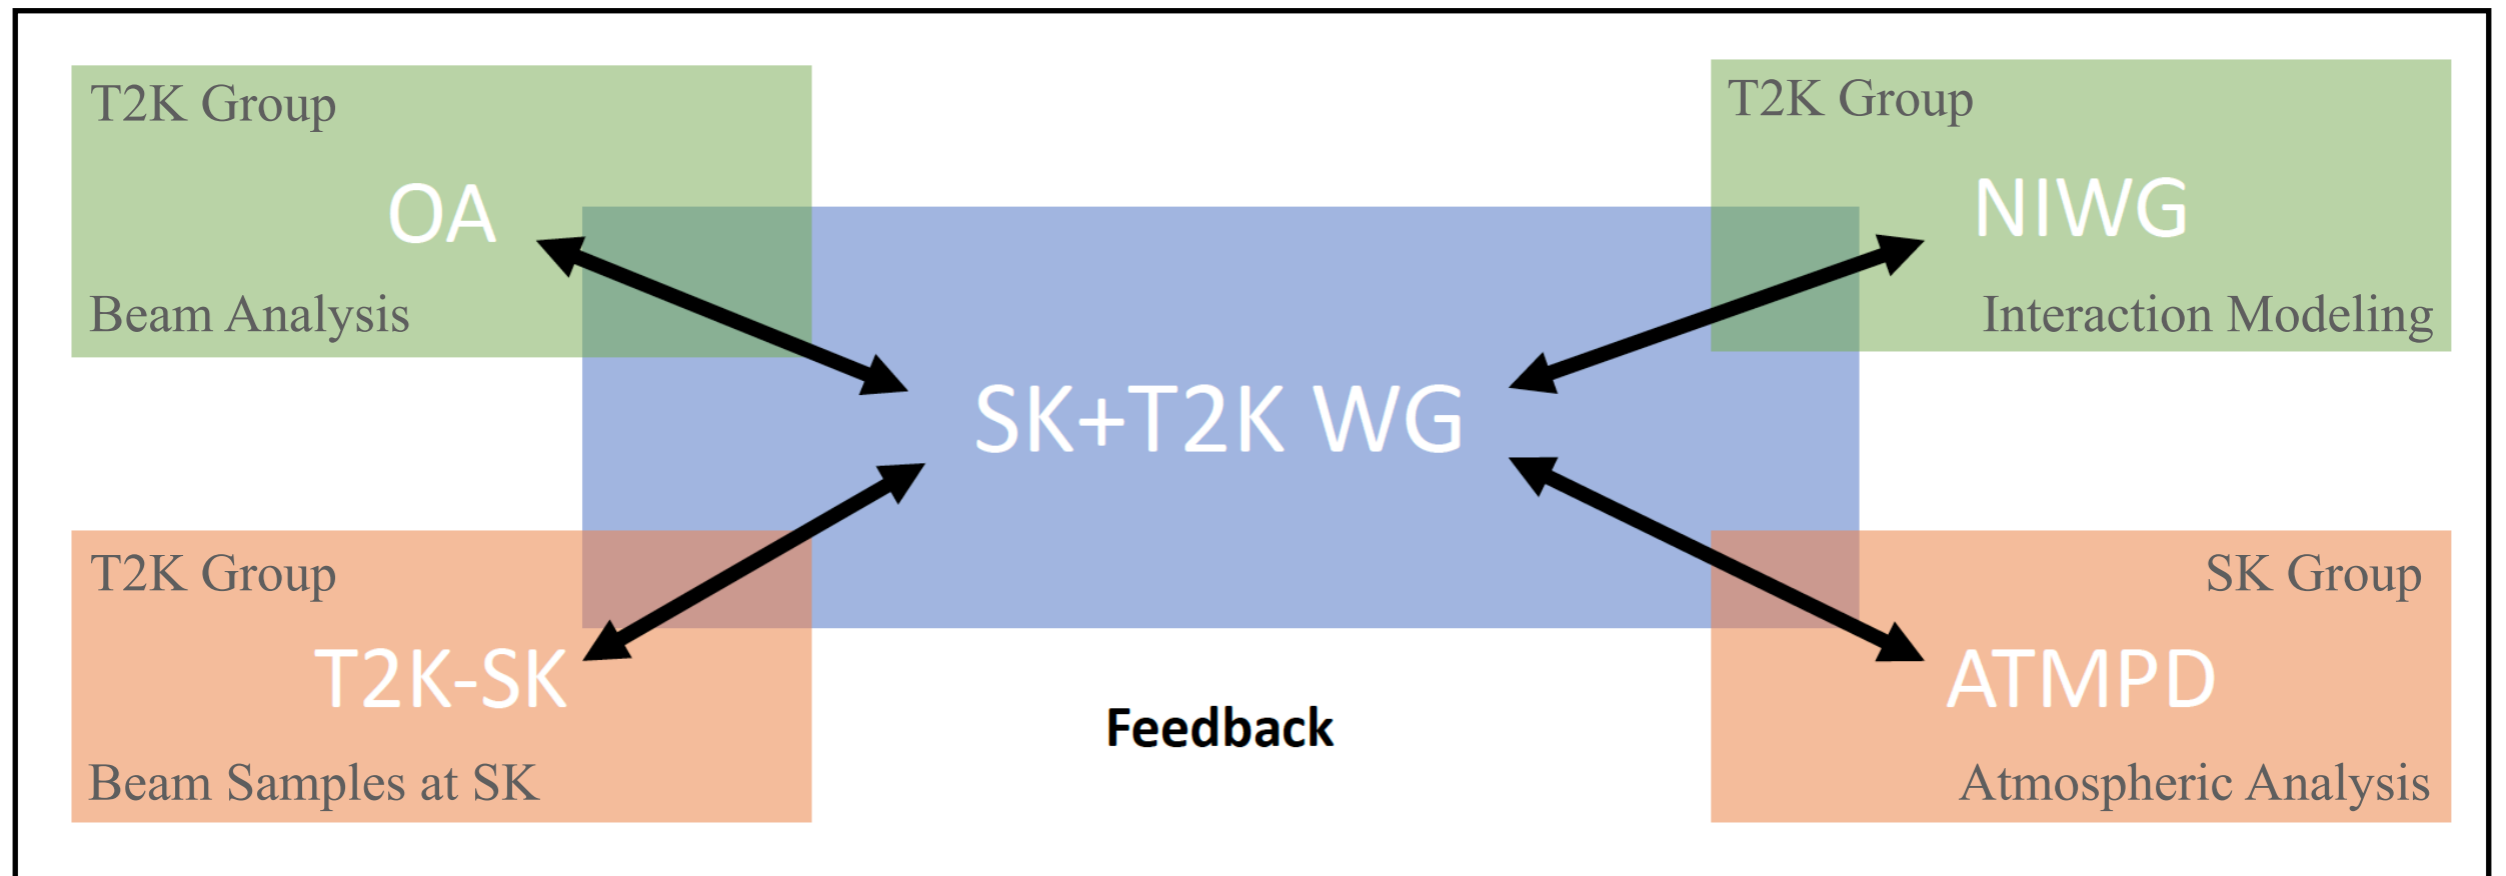 T2K Group
OA
Beam Analysis
T2K Group
NIWG
Interaction Modeling
SK+T2K WG
T2K Group
T2K-SK
Beam Samples at SK
Feedback
SK Group
ATMPD
Atmospheric Analysis